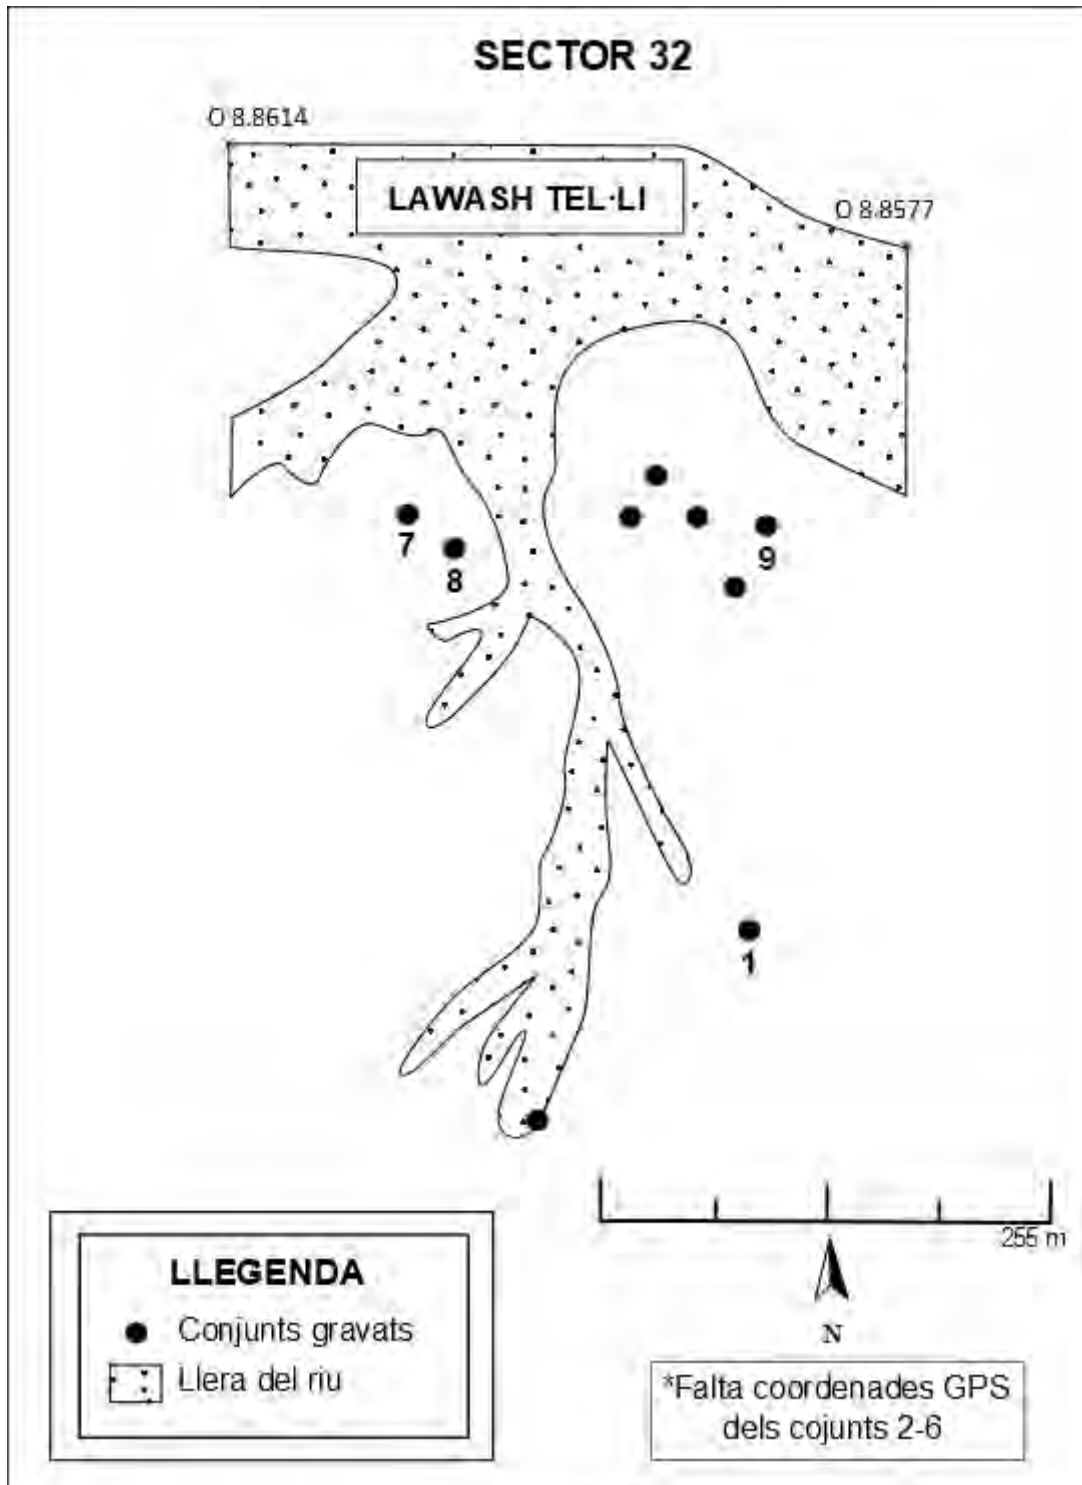 SECTOR 32
O 8.8614
LAWASH TEL·LI
O 8.8577
7
8
9
1
255 m
N
LLEGENDA
Conjunts gravats
Llera del riu
*Falta coordenades GPS
dels cojunts 2-6